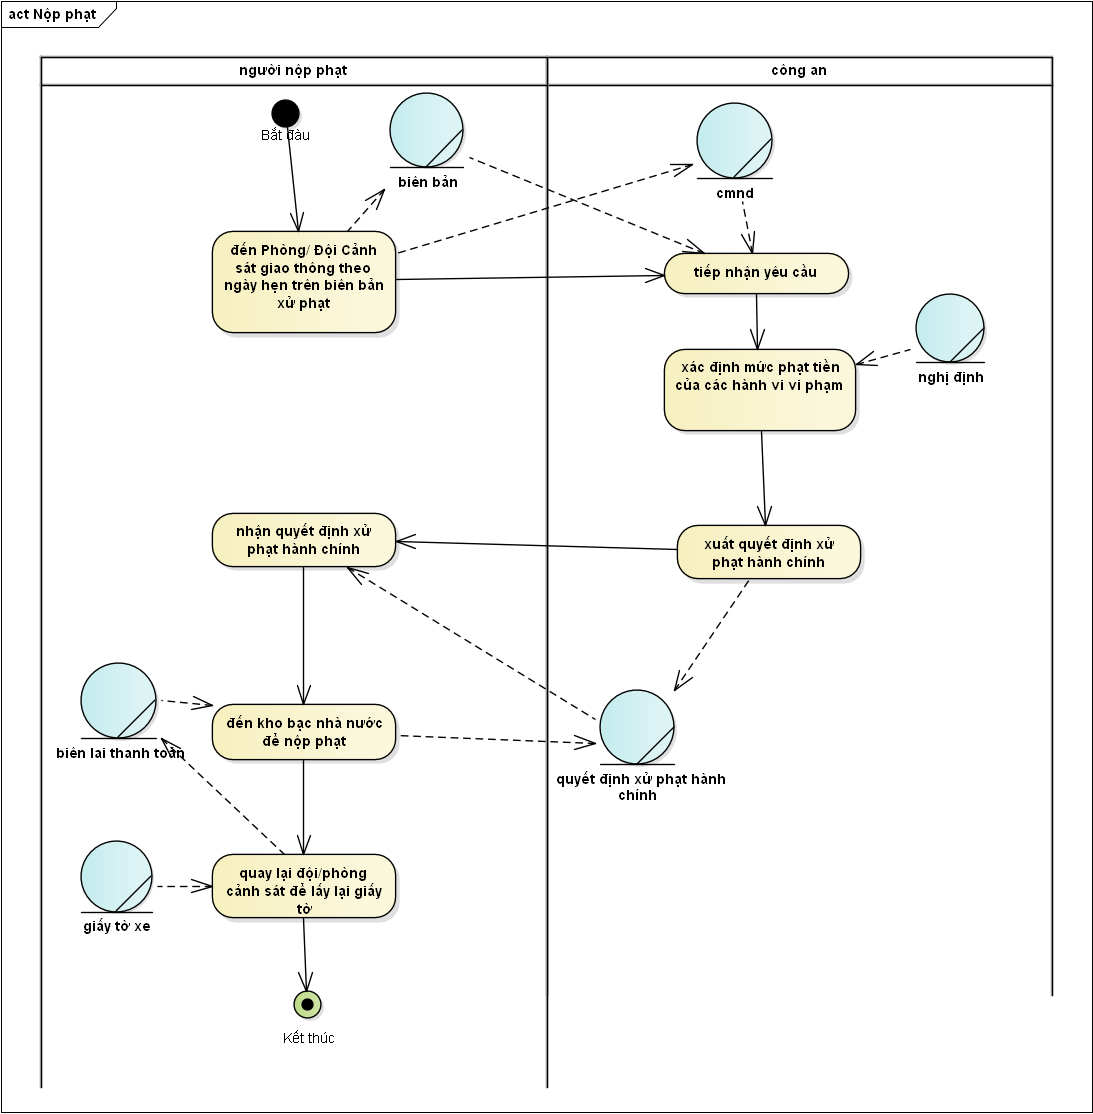 act Nộp phạt
người nộp phạt
công an
Bắt đàu
biên bản
cmnd
đến Phòng/ Đội Cảnh
sát giao thông theo
ngày hẹn trên biên bản
xử phạt
tiếp nhận yêu cầu
xác định mức phạt tiền
của các hành vi vi phạm
nghị định
nhận quyết định xử
phạt hành chính
xuất quyết định xử
phạt hành chính
đến kho bạc nhà nước
để nộp phạt
biên lai thanh toán
quyết định xử phạt hành
chính
quay lại đội/phòng
cảnh sát để lấy lại giấy
tờ
giấy tờ xe
Kết thúc